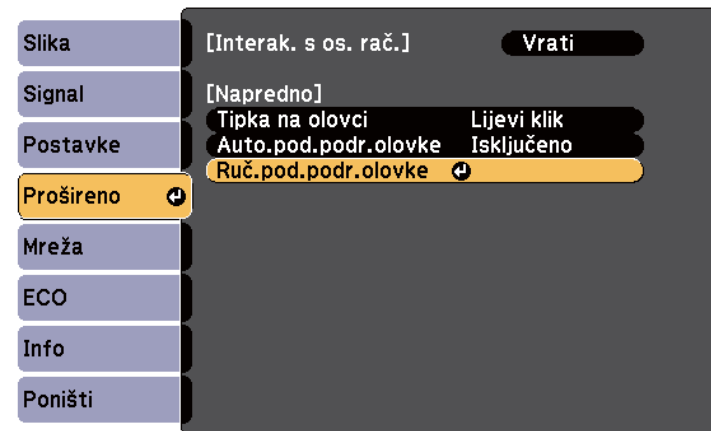 Slika
Signal
Postavke
Prošireno
Mreža
ECO
Info
Poništi
[Interak. s os. rač.] Vrati
[Napredno]
Tipka na olovci Lijevi klik
Auto.pod.podr.olovke Isključeno
Ruč.pod.podr.olovke